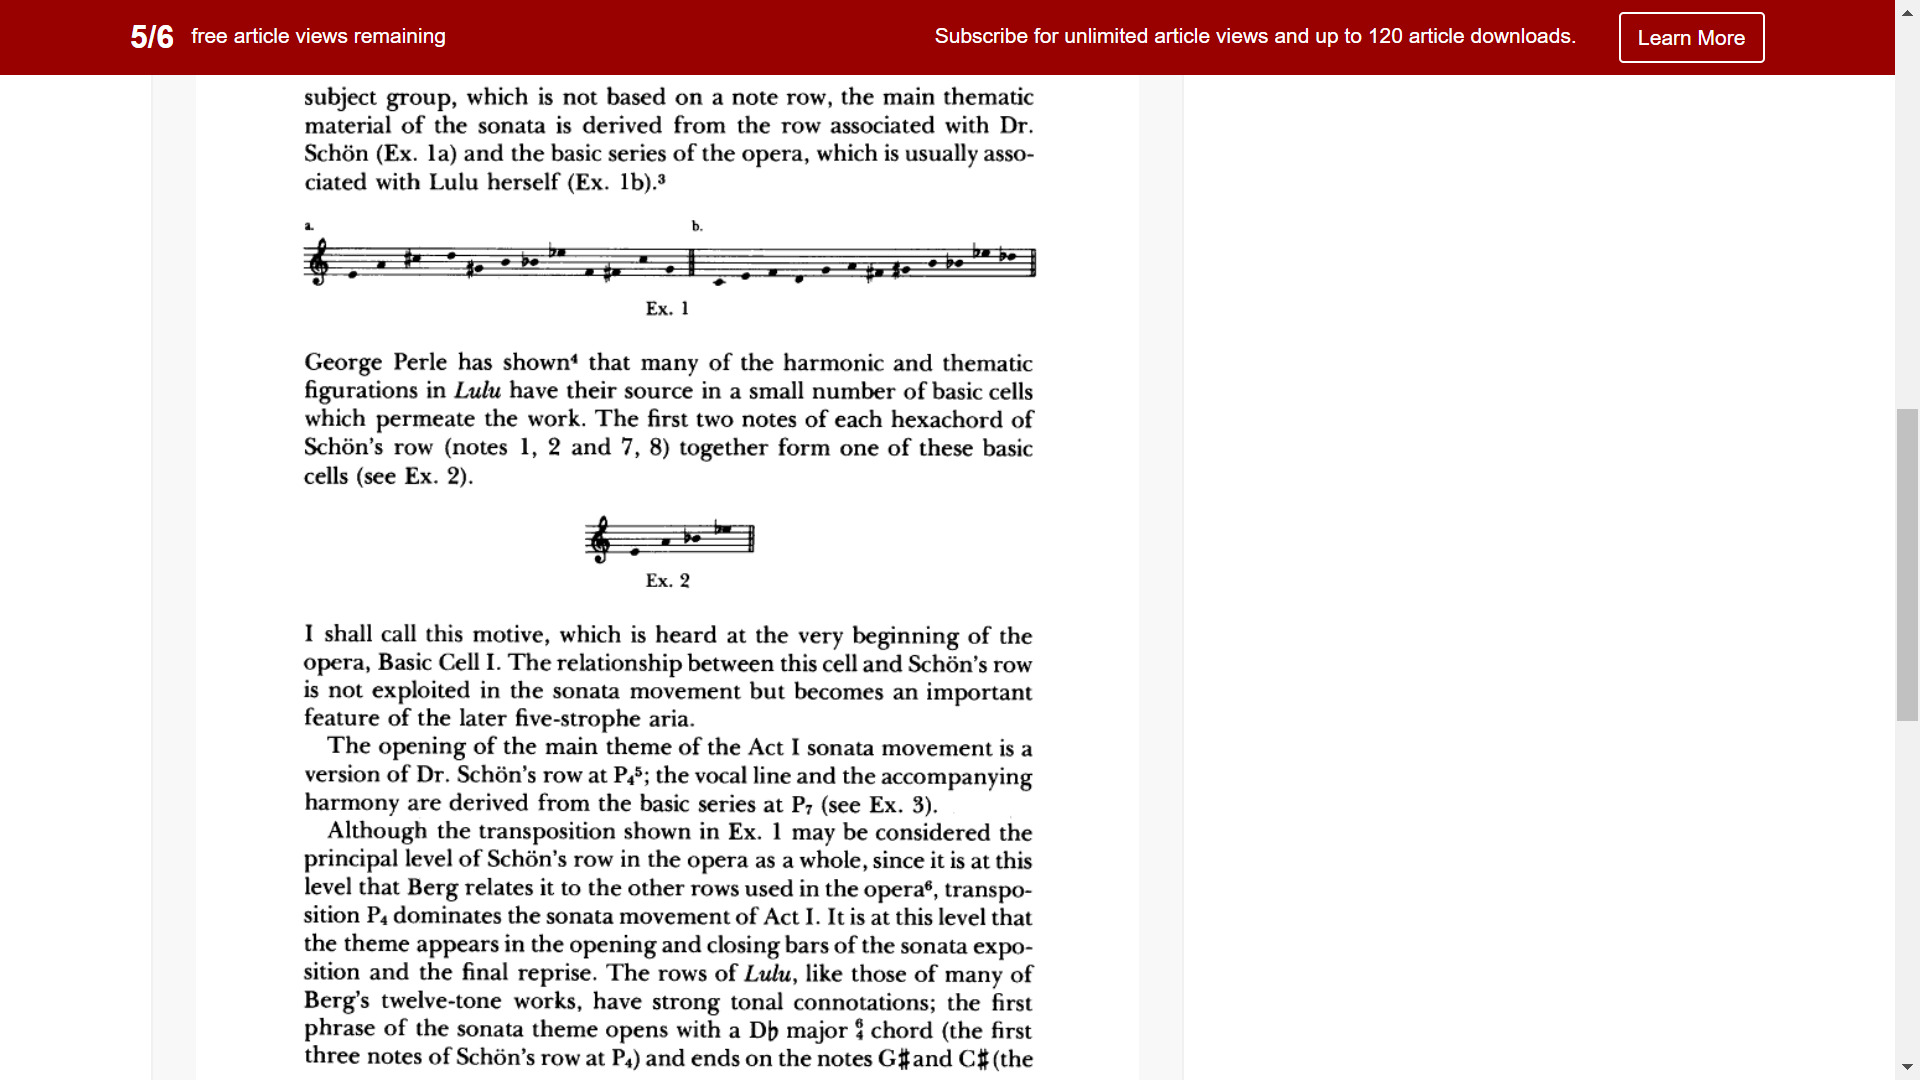 5/6 free article views remaining
Subscribe for unlimited article views and up to 120 article downloads.
Learn More
subject group, which is not based on a note row, the main thematic
material of the sonata is derived from the row associated with Dr.
Schön (Ex. 1a) and the basic series of the opera, which is usually asso-
ciated with Lulu herself (Ex. 1b).³
a.
b.
Ex. 1
George Perle has shown⁴ that many of the harmonic and thematic
figurations in Lulu have their source in a small number of basic cells
which permeate the work. The first two notes of each hexachord of
Schön's row (notes 1, 2 and 7, 8) together form one of these basic
cells (see Ex. 2).
Ex. 2
I shall call this motive, which is heard at the very beginning of the
opera, Basic Cell I. The relationship between this cell and Schön's row
is not exploited in the sonata movement but becomes an important
feature of the later five-strophe aria.
The opening of the main theme of the Act I sonata movement is a
version of Dr. Schön's row at P₄⁵; the vocal line and the accompanying
harmony are derived from the basic series at P₇ (see Ex. 3).
Although the transposition shown in Ex. 1 may be considered the
principal level of Schön's row in the opera as a whole, since it is at this
level that Berg relates it to the other rows used in the opera⁶, transpo-
sition P₄ dominates the sonata movement of Act I. It is at this level that
the theme appears in the opening and closing bars of the sonata expo-
sition and the final reprise. The rows of Lulu, like those of many of
Berg's twelve-tone works, have strong tonal connotations; the first
phrase of the sonata theme opens with a D♭ major 6/4 chord (the first
three notes of Schön's row at P₄) and ends on the notes G♯ and C♯ (the